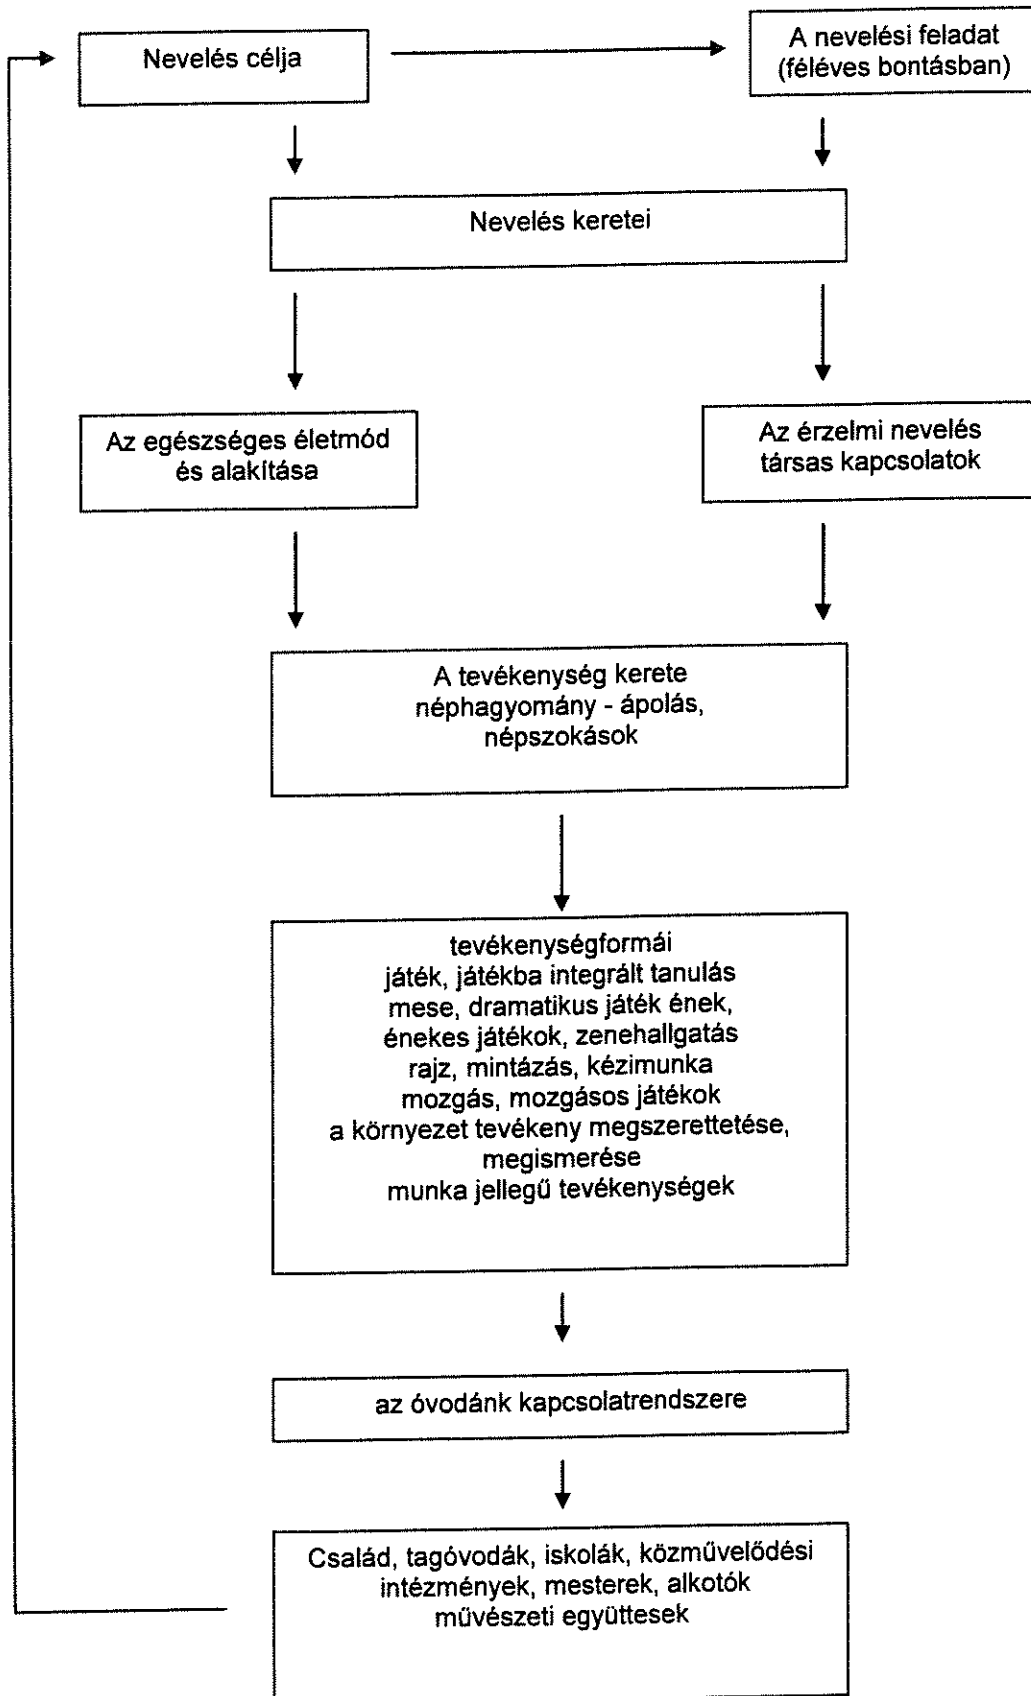 Nevelés célja
A nevelési feladat
(féléves bontásban)
Nevelés keretei
Az egészséges életmód
és alakítása
Az érzelmi nevelés
társas kapcsolatok
A tevékenység kerete
néphagyomány - ápolás,
népszokások
tevékenységformái
játék, játékba integrált tanulás
mese, dramatikus játék ének,
énekes játékok, zenehallgatás
rajz, mintázás, kézimunka
mozgás, mozgásos játékok
a környezet tevékeny megszerettetése,
megismerése
munka jellegű tevékenységek
az óvodánk kapcsolatrendszere
Család, tagóvodák, iskolák, közművelődési
intézmények, mesterek, alkotók
művészeti együttesek